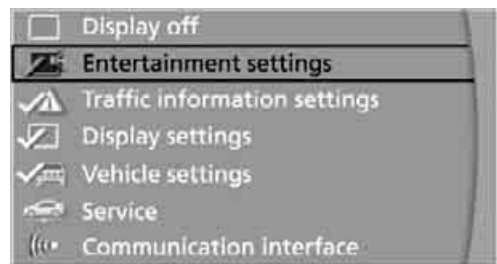 Display off
Entertainment settings
Traffic information settings
Display settings
Vehicle settings
Service
Communication interface